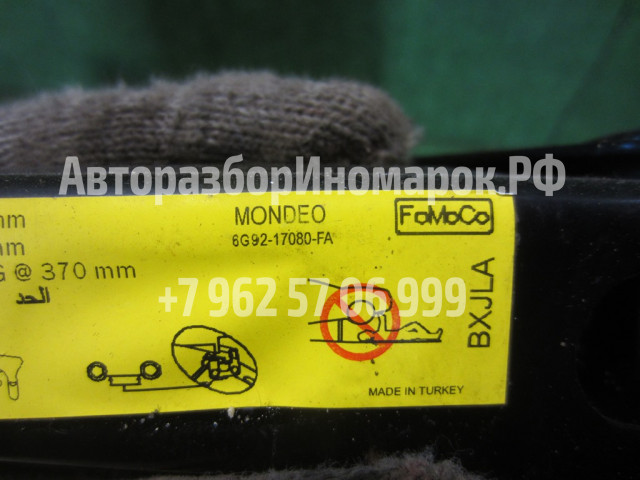 АвторазборИномарок.РФ
mm
MONDEO
FoMoCo
mm
6G92-17080-FA
G @ 370 mm
الحد
+7 962 57 96 999
BXJLA
MADE IN TURKEY